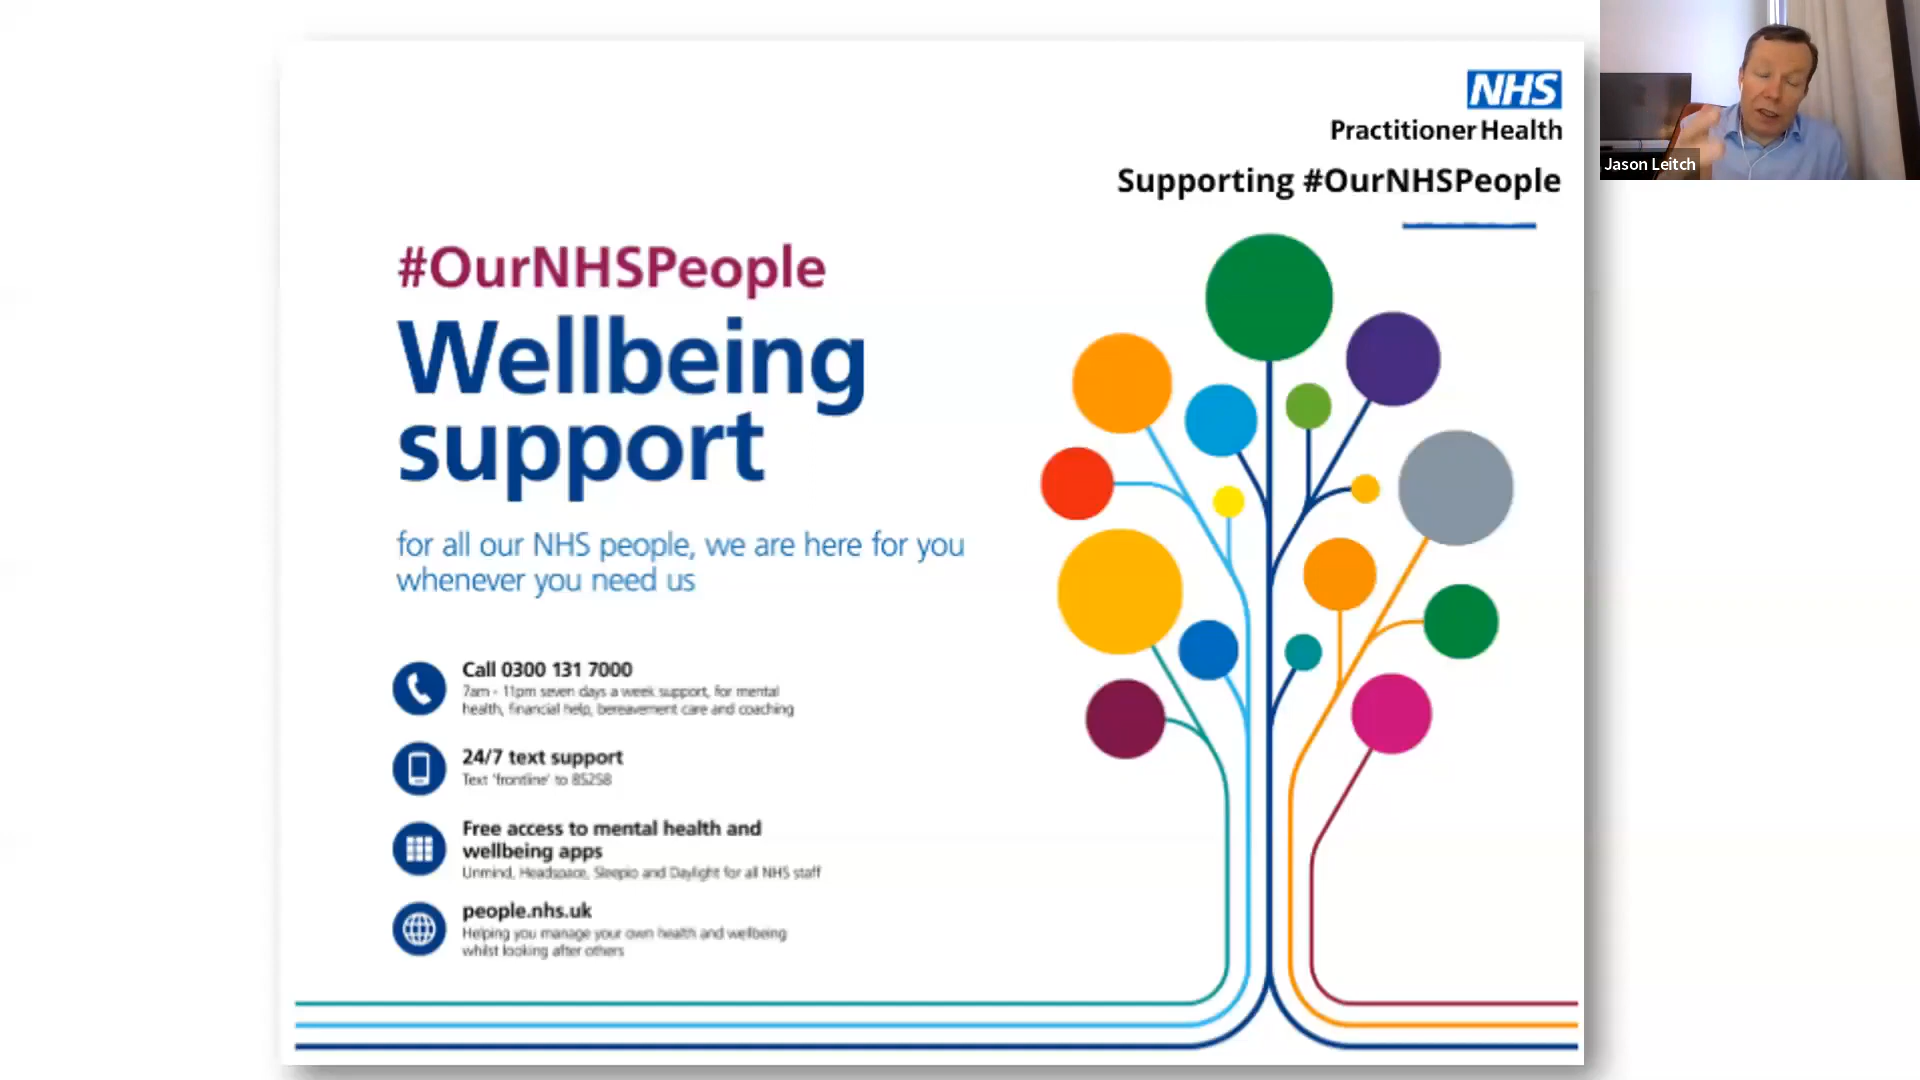 NHS
Practitioner Health
Supporting #OurNHSPeople
#OurNHSPeople
Wellbeing
support
for all our NHS people, we are here for you
whenever you need us
Call 0300 131 7000
7am - 11pm seven days a week support, for mental
health, financial help, bereavement care and coaching
24/7 text support
Text 'frontline' to 85258
Free access to mental health and
wellbeing apps
Unmind, Headspace, Sleepio and Daylight for all NHS staff
people.nhs.uk
Helping you manage your own health and wellbeing
whilst looking after others
Jason Leitch